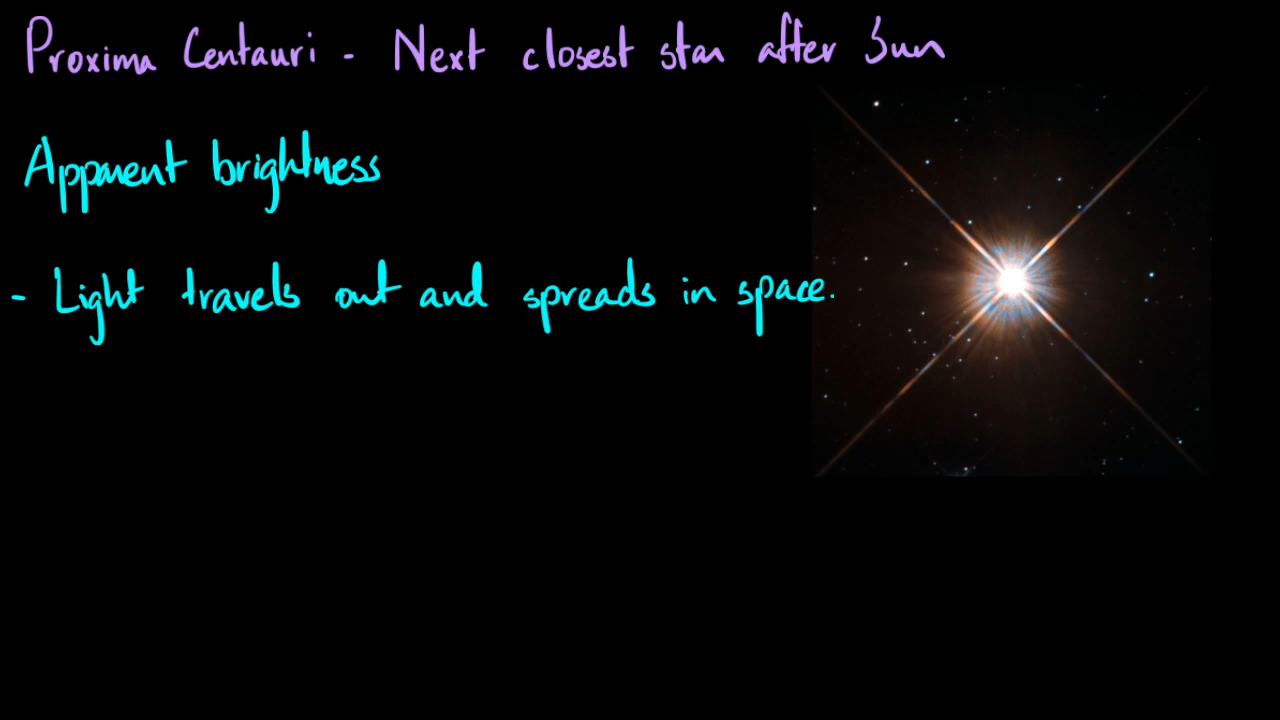 Proxima Centauri - Next closest star after Sun
Apparent brightness
- Light travels out and spreads in space.